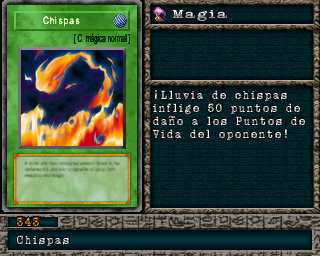 Chispas
[C. mágica normal]
Magia
¡Lluvia de chispas
inflige 50 puntos de
daño a los Puntos de
Vida del oponente!
343
Chispas